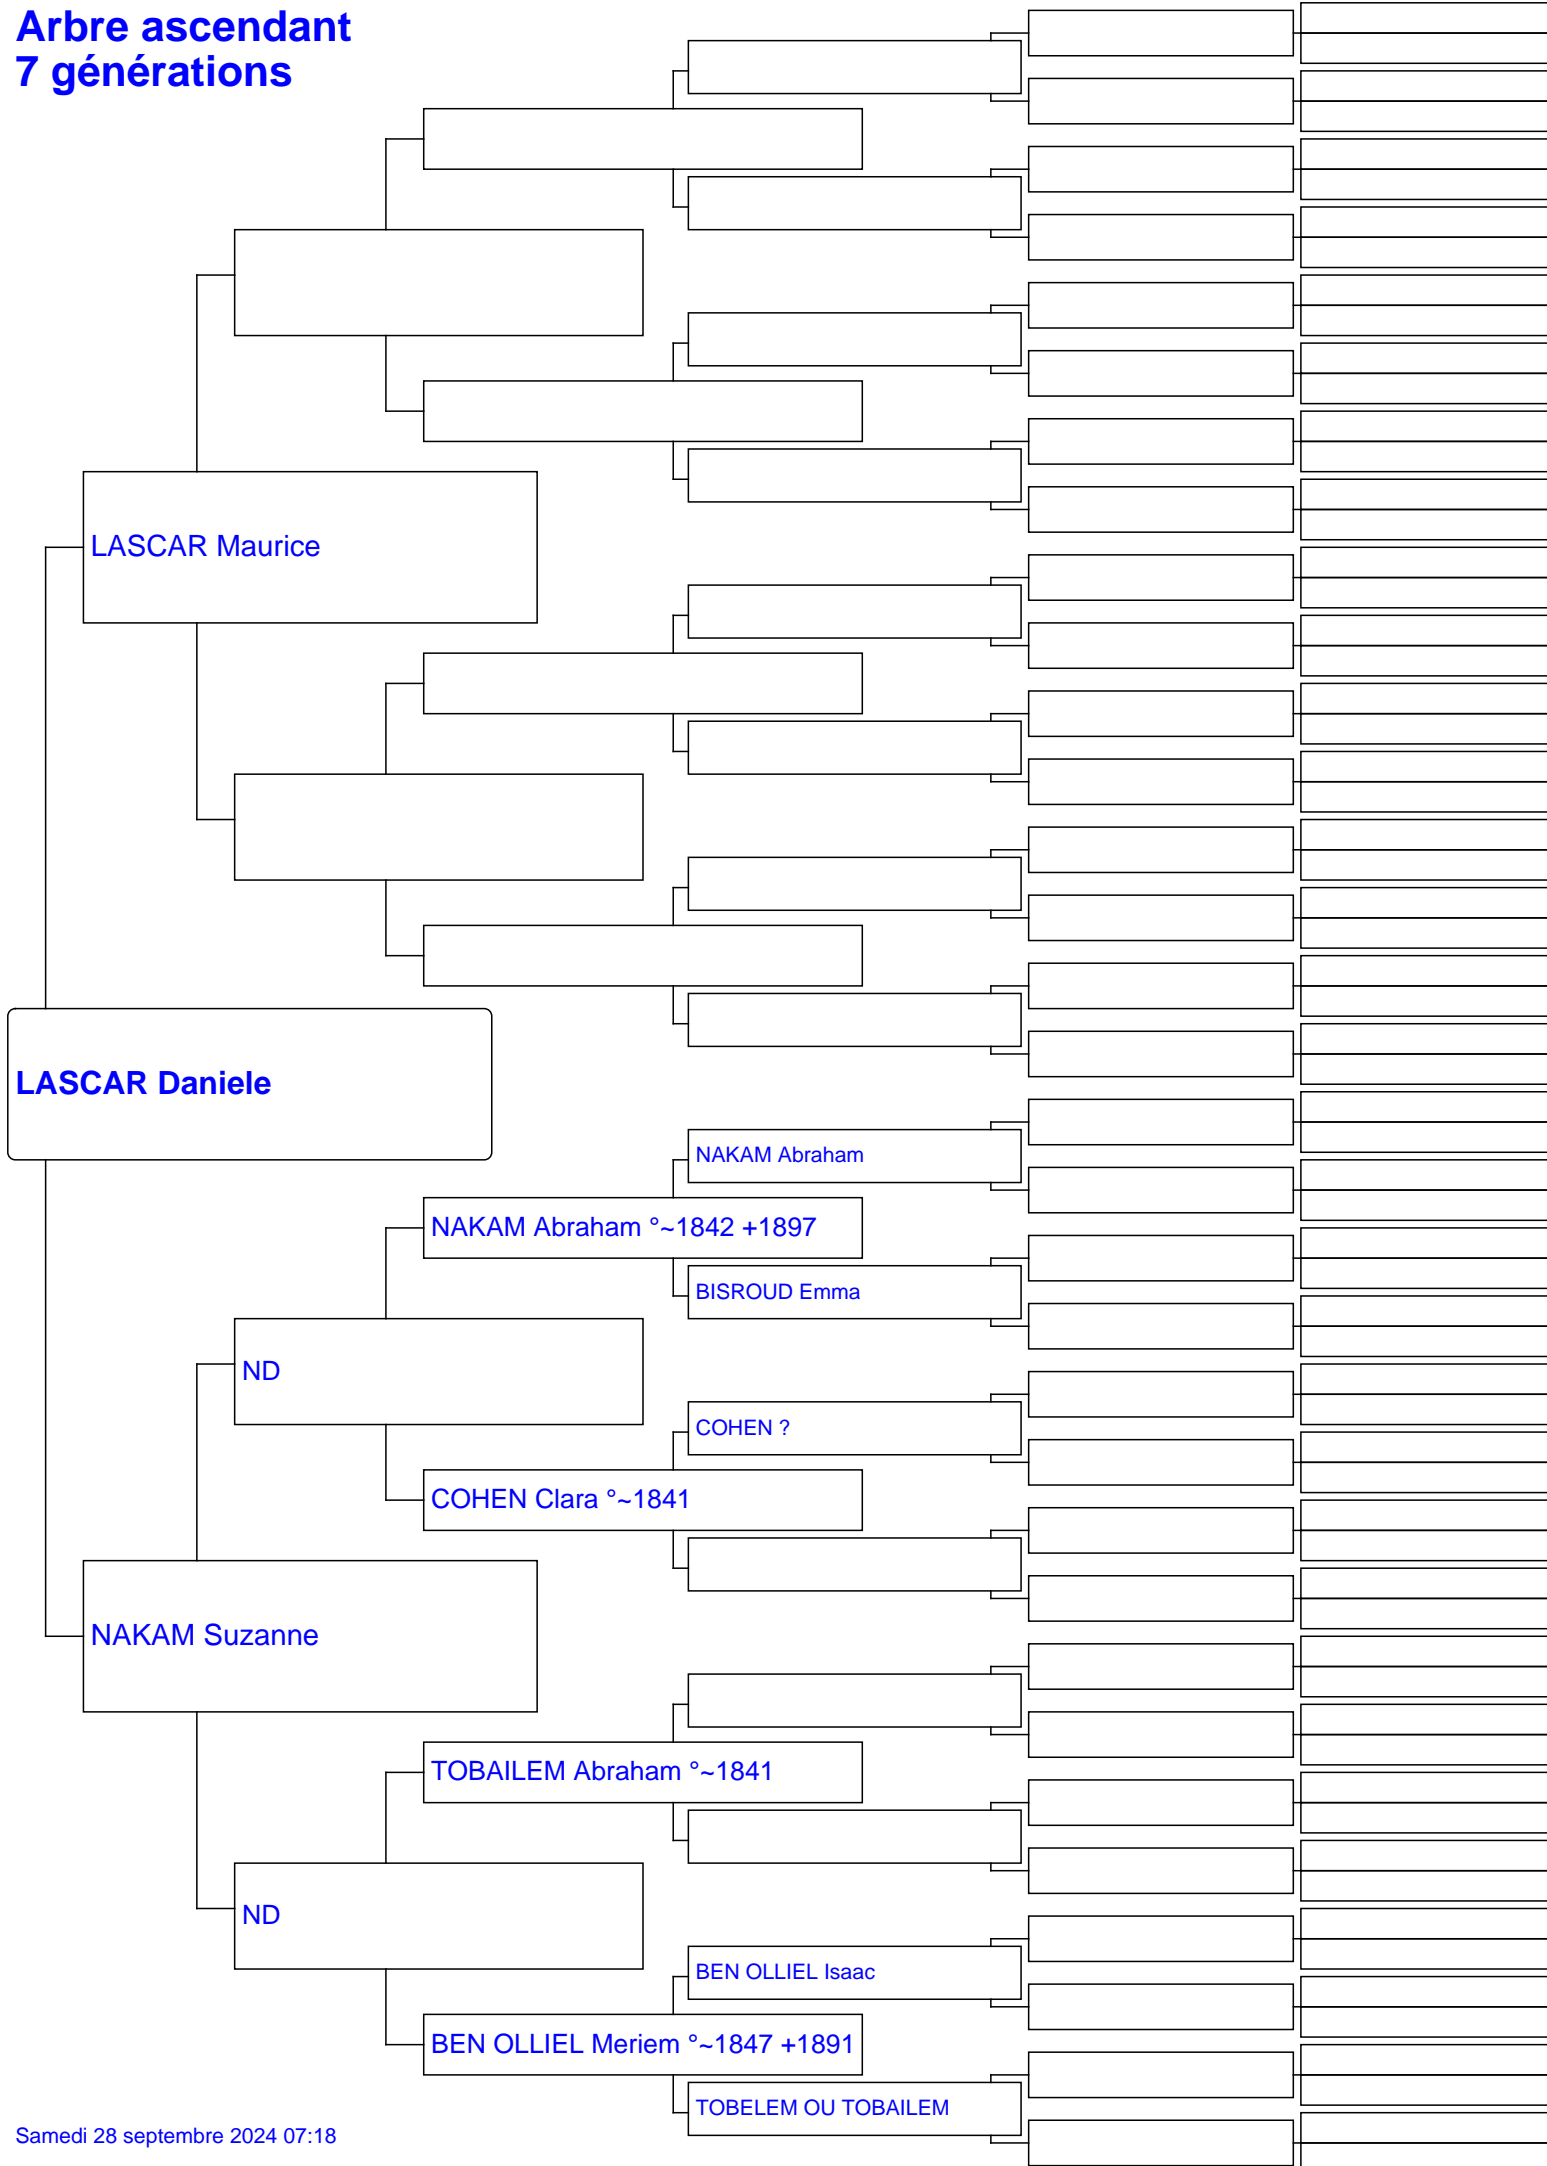 Arbre ascendant
7 générations
LASCAR Maurice
LASCAR Daniele
NAKAM Abraham
NAKAM Abraham °~1842 +1897
BISROUD Emma
ND
COHEN ?
COHEN Clara °~1841
NAKAM Suzanne
TOBAILEM Abraham °~1841
ND
BEN OLLIEL Isaac
BEN OLLIEL Meriem °~1847 +1891
TOBELEM OU TOBAILEM
Samedi 28 septembre 2024 07:18